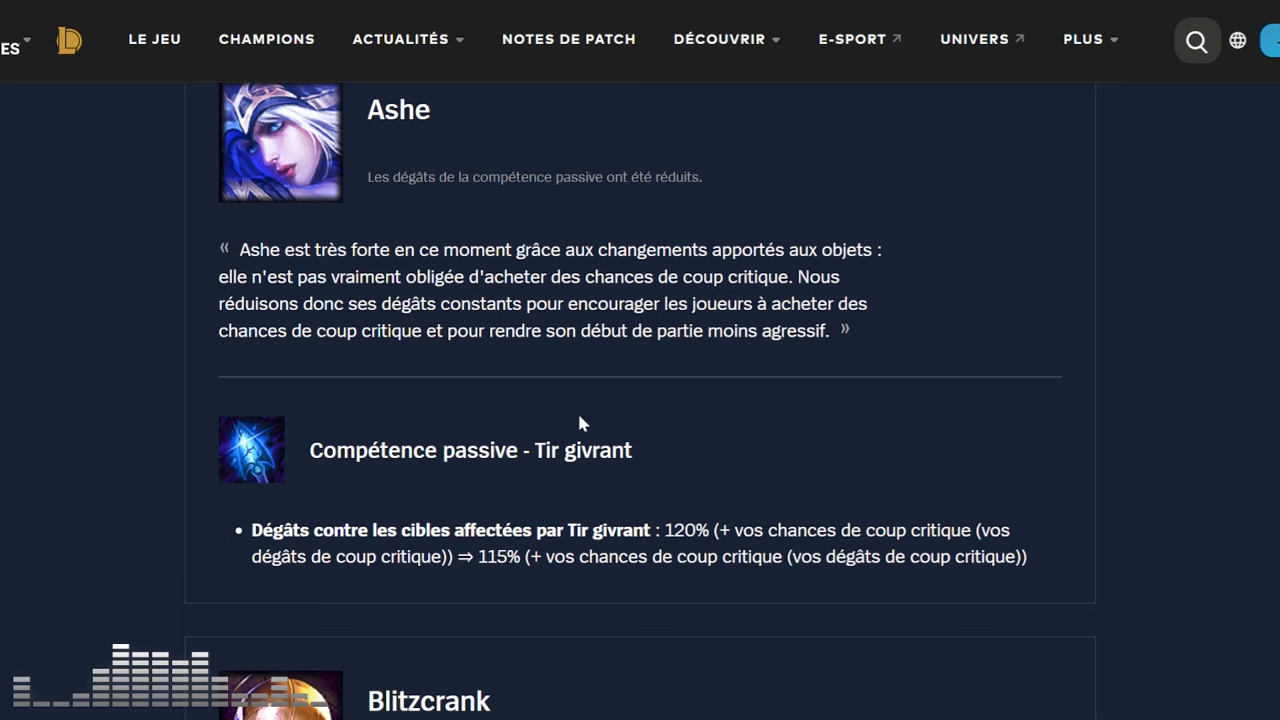 ES LE JEU CHAMPIONS ACTUALITÉS NOTES DE PATCH DÉCOUVRIR E-SPORT UNIVERS PLUS
Ashe
Les dégâts de la compétence passive ont été réduits.
« Ashe est très forte en ce moment grâce aux changements apportés aux objets :
elle n'est pas vraiment obligée d'acheter des chances de coup critique. Nous
réduisons donc ses dégâts constants pour encourager les joueurs à acheter des
chances de coup critique et pour rendre son début de partie moins agressif. »
Compétence passive - Tir givrant
• Dégâts contre les cibles affectées par Tir givrant : 120% (+ vos chances de coup critique (vos
dégâts de coup critique)) ⇒ 115% (+ vos chances de coup critique (vos dégâts de coup critique))
Blitzcrank